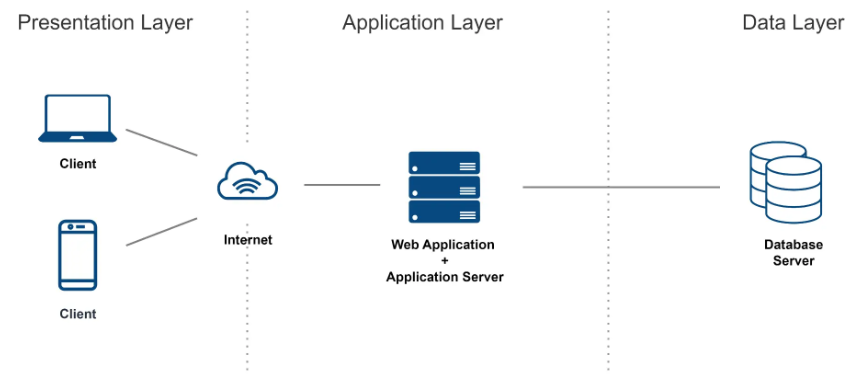 Presentation Layer
Application Layer
Data Layer
Client
Client
Internet
Web Application
+
Application Server
Database
Server